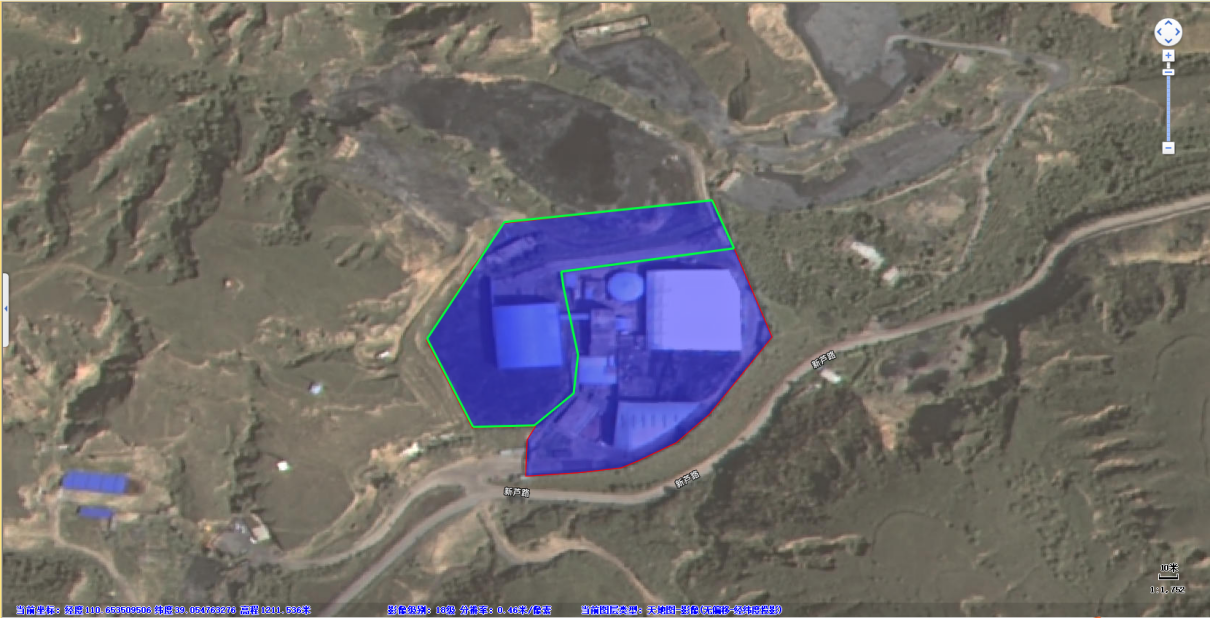 新芦路
新芦路
新芦路
10米
1:1,752
当前坐标: 经度110.653509506 纬度39.054763276 高程1211.536米 影像级别: 18级 分辨率: 0.46米/像素 当前图层类型: 天地图-影像(无偏移-经纬度投影)